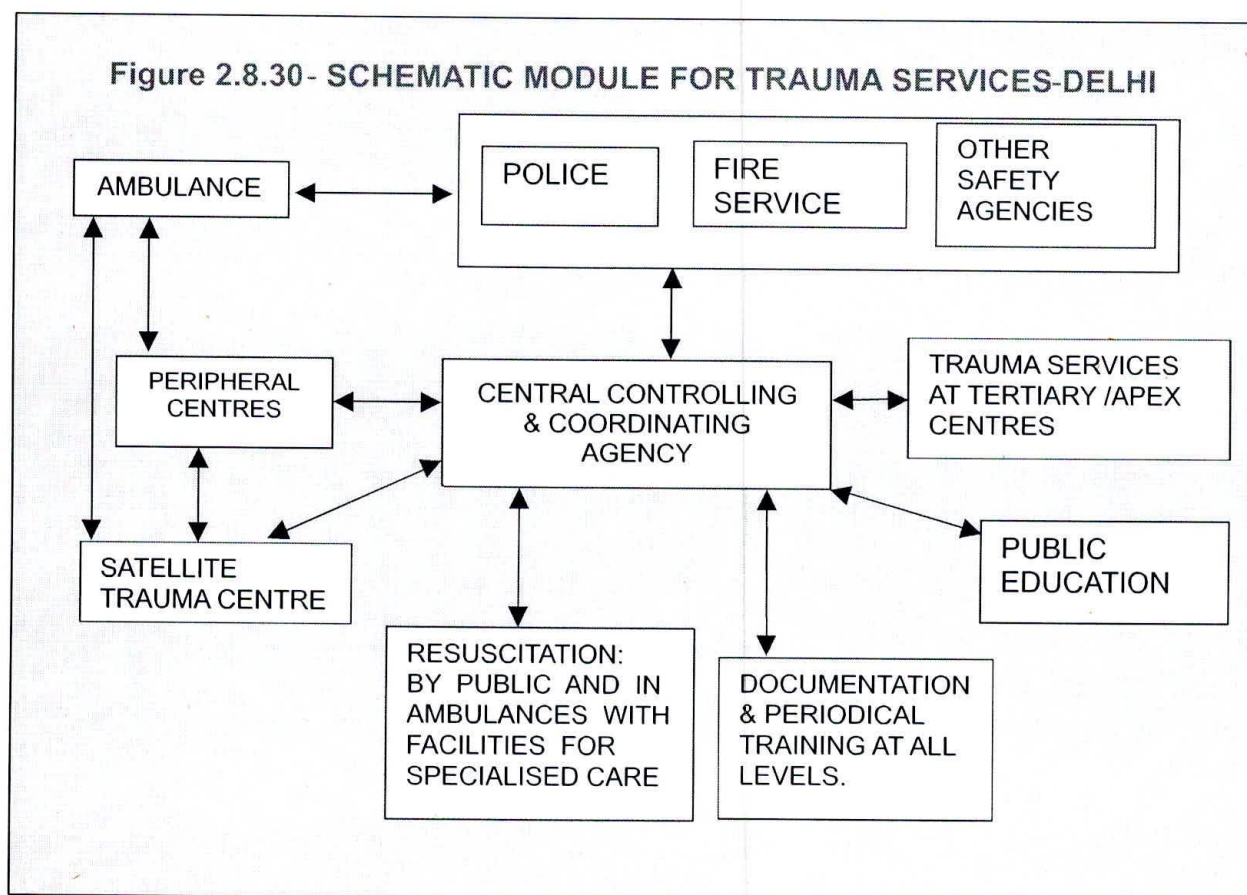 Figure 2.8.30- SCHEMATIC MODULE FOR TRAUMA SERVICES-DELHI
AMBULANCE
POLICE
FIRE
SERVICE
OTHER
SAFETY
AGENCIES
PERIPHERAL
CENTRES
CENTRAL CONTROLLING
& COORDINATING
AGENCY
TRAUMA SERVICES
AT TERTIARY /APEX
CENTRES
SATELLITE
TRAUMA CENTRE
PUBLIC
EDUCATION
RESUSCITATION:
BY PUBLIC AND IN
AMBULANCES WITH
FACILITIES FOR
SPECIALISED CARE
DOCUMENTATION
& PERIODICAL
TRAINING AT ALL
LEVELS.